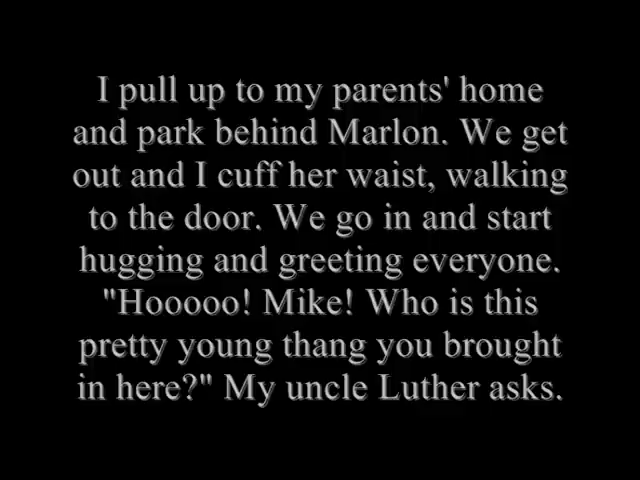 I pull up to my parents' home
and park behind Marlon. We get
out and I cuff her waist, walking
to the door. We go in and start
hugging and greeting everyone.
"Hooooo! Mike! Who is this
pretty young thang you brought
in here?" My uncle Luther asks.